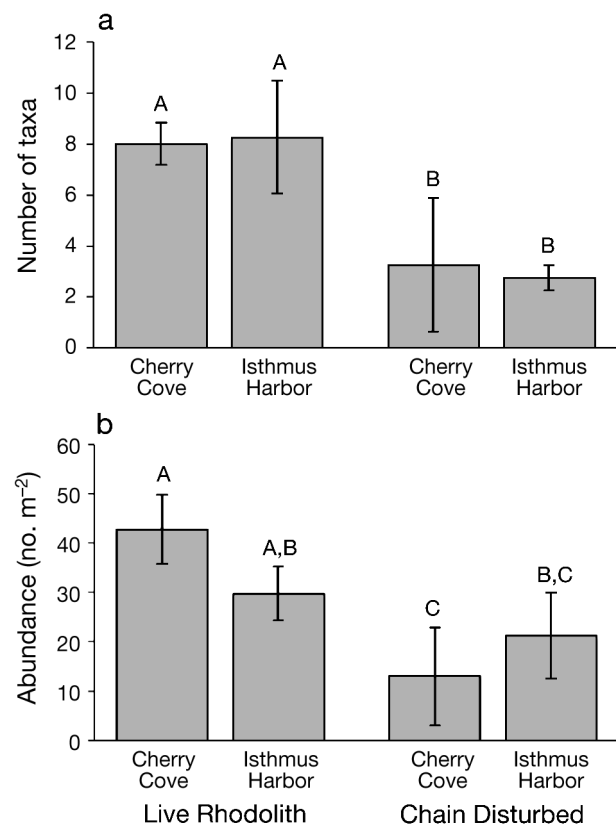 a
12
10
8
6
4
2
0
Number of taxa
A
A
B
B
Cherry Cove
Isthmus Harbor
Cherry Cove
Isthmus Harbor
b
60
50
40
30
20
10
0
Abundance (no. m⁻²)
A
A,B
C
B,C
Cherry Cove
Isthmus Harbor
Cherry Cove
Isthmus Harbor
Live Rhodolith
Chain Disturbed